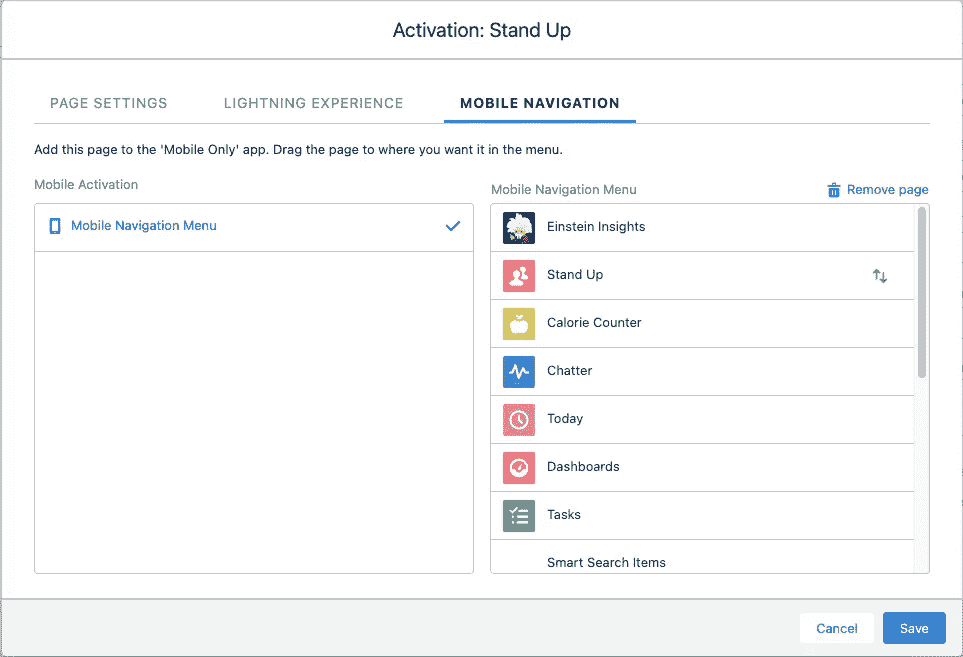 Activation: Stand Up
PAGE SETTINGS
LIGHTNING EXPERIENCE
MOBILE NAVIGATION
Add this page to the 'Mobile Only' app. Drag the page to where you want it in the menu.
Mobile Activation
Mobile Navigation Menu
Mobile Navigation Menu
Remove page
Einstein Insights
Stand Up
Calorie Counter
Chatter
Today
Dashboards
Tasks
Smart Search Items
Cancel
Save